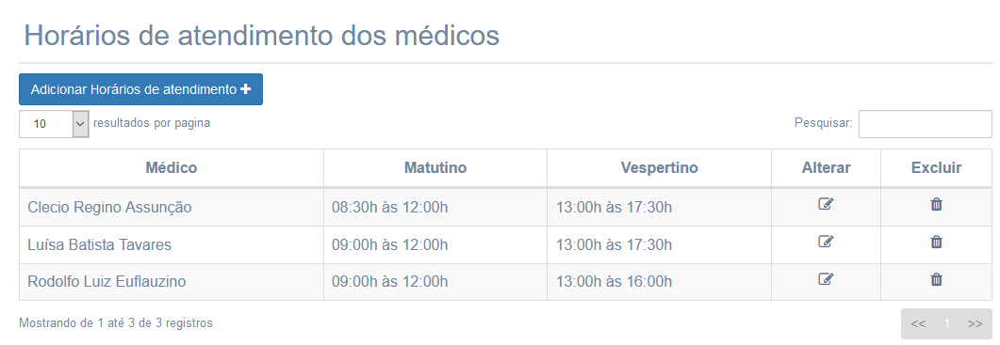 Horários de atendimento dos médicos
Adicionar Horários de atendimento +
10 resultados por pagina Pesquisar:
Médico Matutino Vespertino Alterar Excluir
Clecio Regino Assunção 08:30h às 12:00h 13:00h às 17:30h
Luísa Batista Tavares 09:00h às 12:00h 13:00h às 17:30h
Rodolfo Luiz Euflauzino 09:00h às 12:00h 13:00h às 16:00h
Mostrando de 1 até 3 de 3 registros << 1 >>